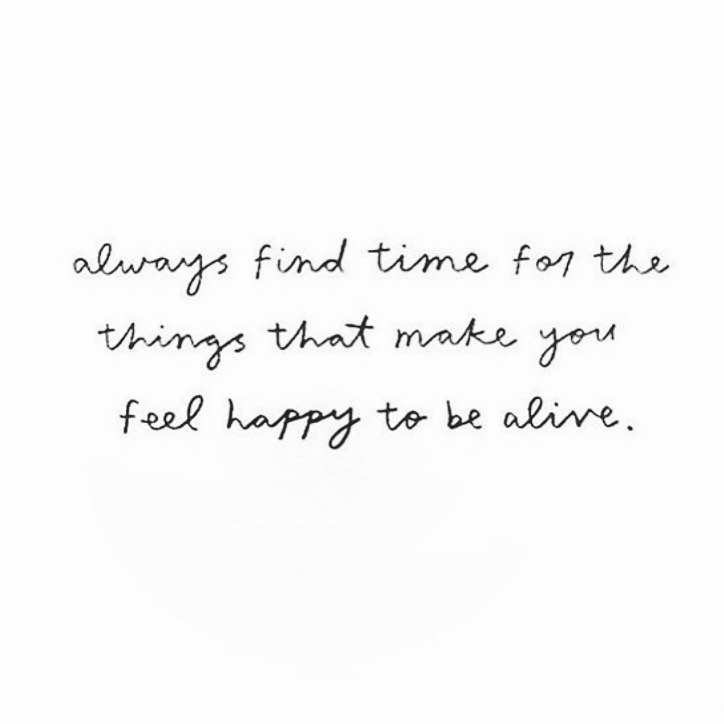 always find time for the
things that make you
feel happy to be alive.